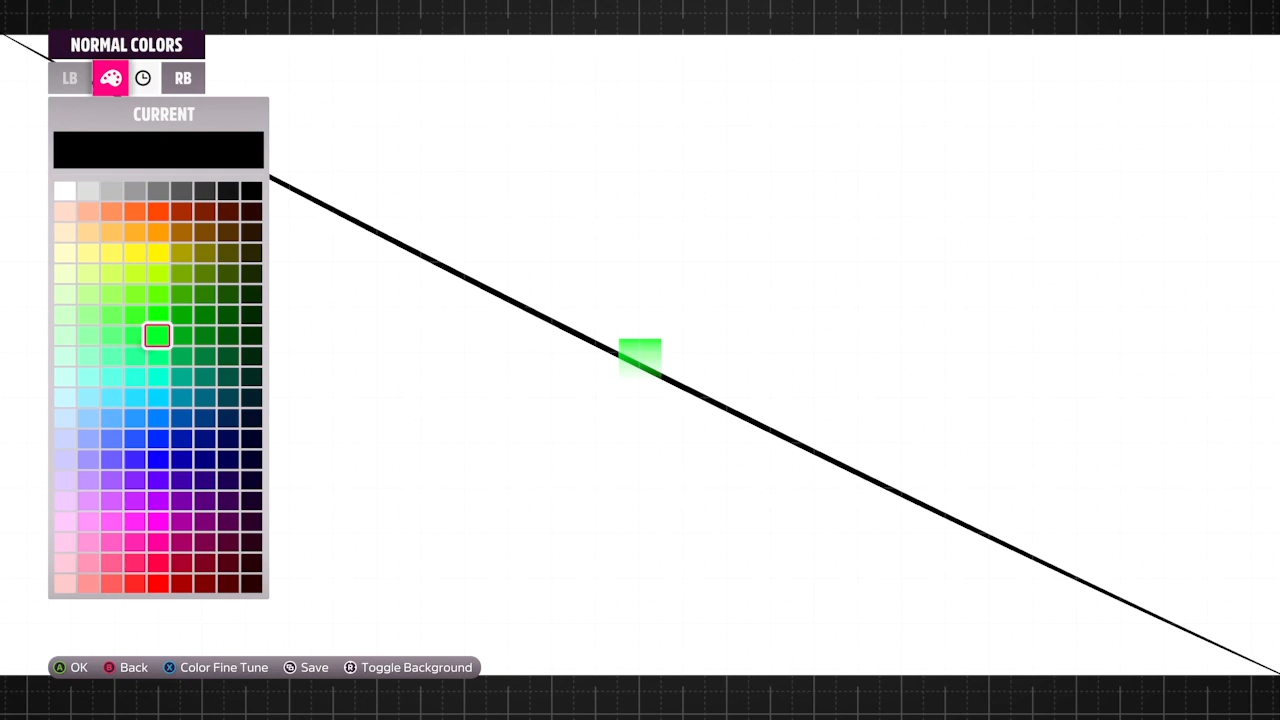 NORMAL COLORS
LB RB
CURRENT
A OK B Back X Color Fine Tune Save R Toggle Background